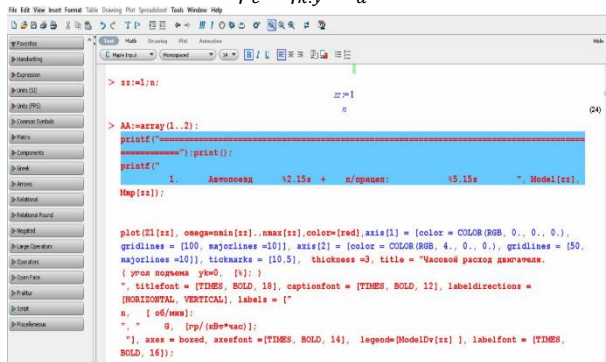 File Edit View Insert Format Table Drawing Plot Spreadsheet Tools Window Help
Text Math Drawing Plot Animation
Hide
C Maple Input Monospaced 14 B I U
Favorites
Handwriting
Expression
Units (SI)
Units (FPS)
Common Symbols
Matrix
Components
Greek
Arrows
Relational
Relational Round
Negated
Large Operators
Operators
Open Face
Fraktur
Script
Miscellaneous
> zz:=1;n;
zz := 1
n
(24)
> AA:=array(1..2):
printf("=====================================================================================
============");print();
printf("
1. Автопоезд %2.15s + п/прицеп: %5.15s ", Model[zz],
Mпр[zz]);
plot(Z1[zz], omega=nmin[zz]..nmax[zz],color=[red],axis[1] = [color = COLOR(RGB, 0., 0., 0.),
gridlines = [100, majorlines =10]], axis[2] = [color = COLOR(RGB, 4., 0., 0.), gridlines = [50,
majorlines =10]], tickmarks = [10,5], thickness =3, title = "Часовой расход двигателя.
( угол подъема yk=0, [%]; )
", titlefont = [TIMES, BOLD, 18], captionfont = [TIMES, BOLD, 12], labeldirections =
[HORIZONTAL, VERTICAL], labels = ["
n, [ об/мин];
", " G, [гр/(кВт*час)];
"], axes = boxed, axesfont =[TIMES, BOLD, 14], legend=[ModelDv[zz] ], labelfont = [TIMES,
BOLD, 16]);